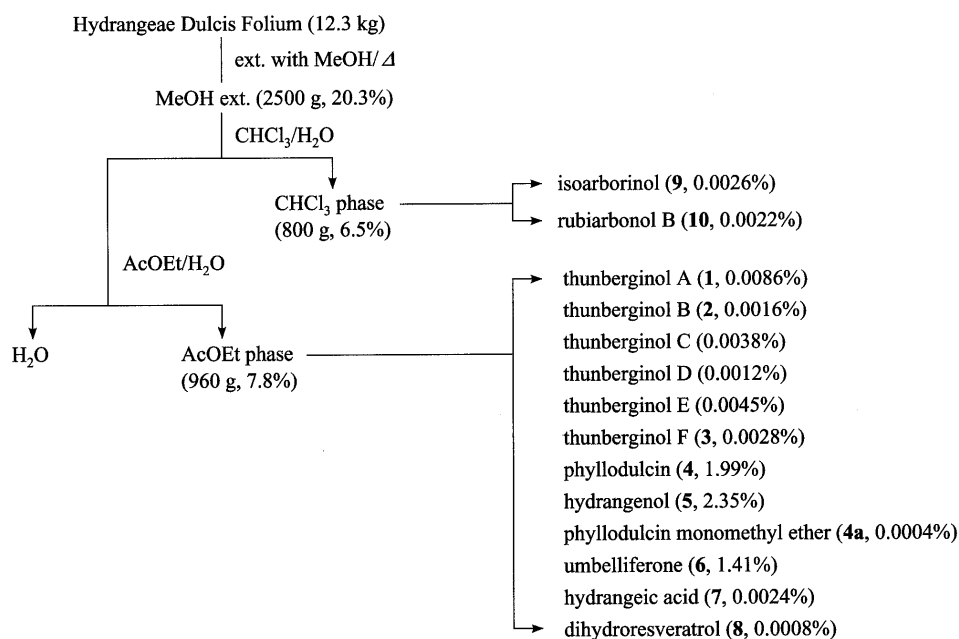 Hydrangeae Dulcis Folium (12.3 kg)
ext. with MeOH/Δ
MeOH ext. (2500 g, 20.3%)
CHCl₃/H₂O
CHCl₃ phase
(800 g, 6.5%)
isoarborinol (9, 0.0026%)
rubiarbonol B (10, 0.0022%)
AcOEt/H₂O
H₂O
AcOEt phase
(960 g, 7.8%)
thunberginol A (1, 0.0086%)
thunberginol B (2, 0.0016%)
thunberginol C (0.0038%)
thunberginol D (0.0012%)
thunberginol E (0.0045%)
thunberginol F (3, 0.0028%)
phyllodulcin (4, 1.99%)
hydrangenol (5, 2.35%)
phyllodulcin monomethyl ether (4a, 0.0004%)
umbelliferone (6, 1.41%)
hydrangeic acid (7, 0.0024%)
dihydroresveratrol (8, 0.0008%)